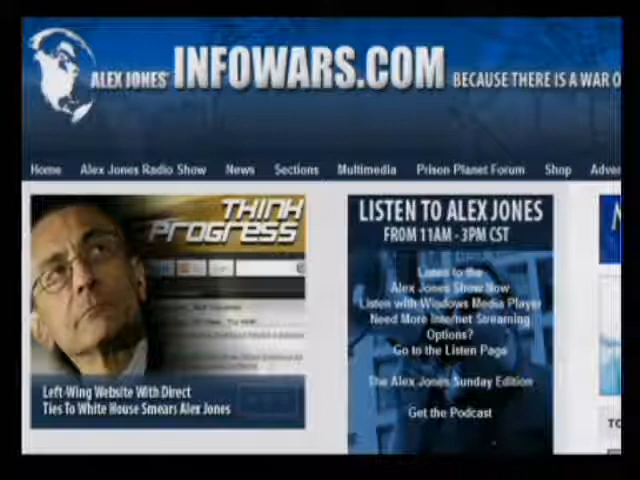 ALEX JONES' INFOWARS.COM BECAUSE THERE IS A WAR O
Home Alex Jones Radio Show News Sections Multimedia Prison Planet Forum Shop Adve
THINK
PROGRESS
Left-Wing Website With Direct
Ties To White House Smears Alex Jones
LISTEN TO ALEX JONES
FROM 11AM - 3PM CST
Listen to the
Alex Jones Show Now
Listen with Windows Media Player
Need More Internet Streaming
Options?
Go to the Listen Page
The Alex Jones Sunday Edition
Get the Podcast
TO